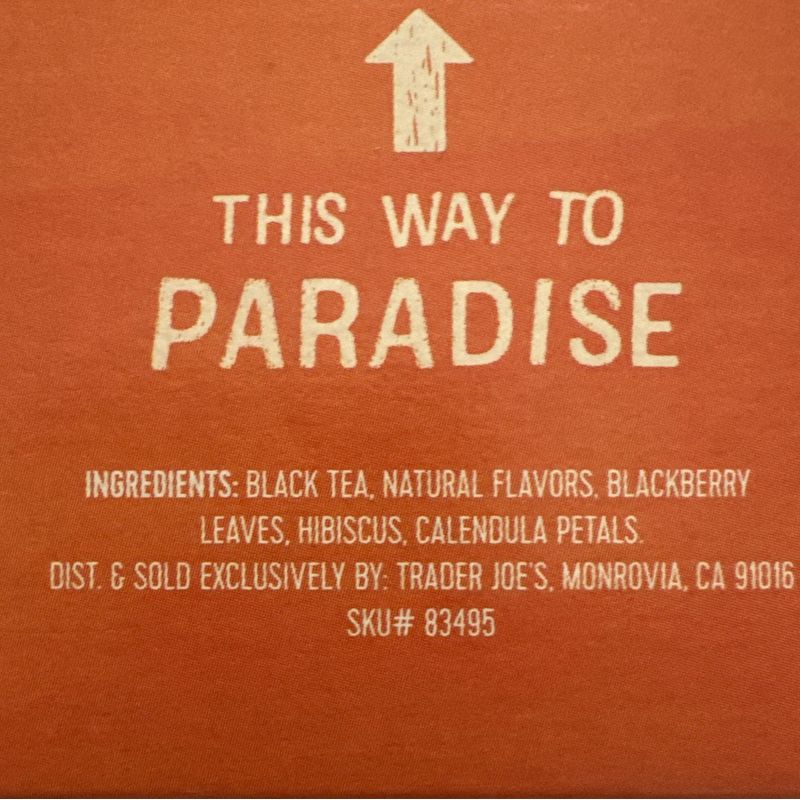 THIS WAY TO
PARADISE
INGREDIENTS: BLACK TEA, NATURAL FLAVORS, BLACKBERRY
LEAVES, HIBISCUS, CALENDULA PETALS.
DIST. & SOLD EXCLUSIVELY BY: TRADER JOE'S, MONROVIA, CA 91016
SKU# 83495